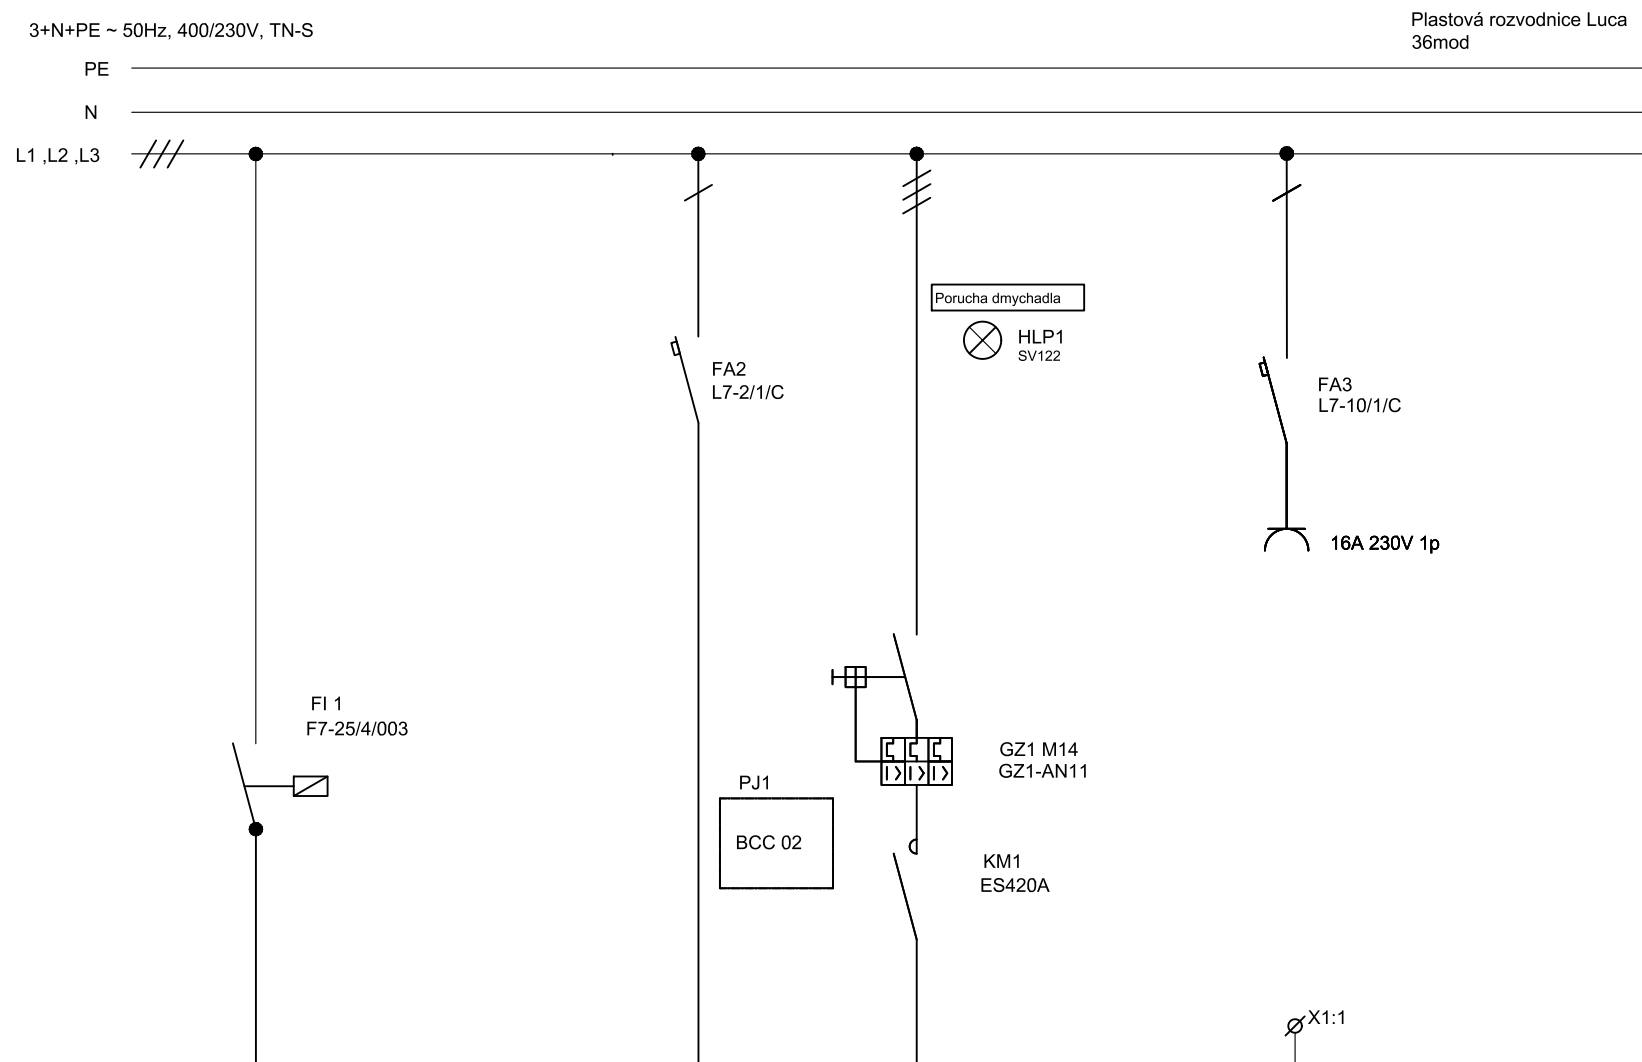 3+N+PE ~ 50Hz, 400/230V, TN-S
Plastová rozvodnice Luca
36mod
PE
N
L1 ,L2 ,L3
Porucha dmychadla
HLP1
SV122
FA2
L7-2/1/C
FA3
L7-10/1/C
16A 230V 1p
FI 1
F7-25/4/003
GZ1 M14
GZ1-AN11
PJ1
BCC 02
KM1
ES420A
X1:1